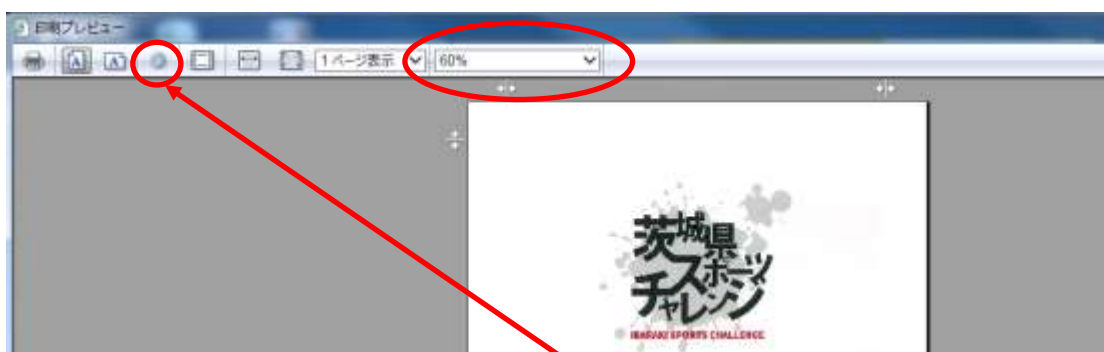 印刷プレビュー
1 ページ表示 60%
茨城県
スポーツ
チャレンジ
IBARAKI SPORTS CHALLENGE